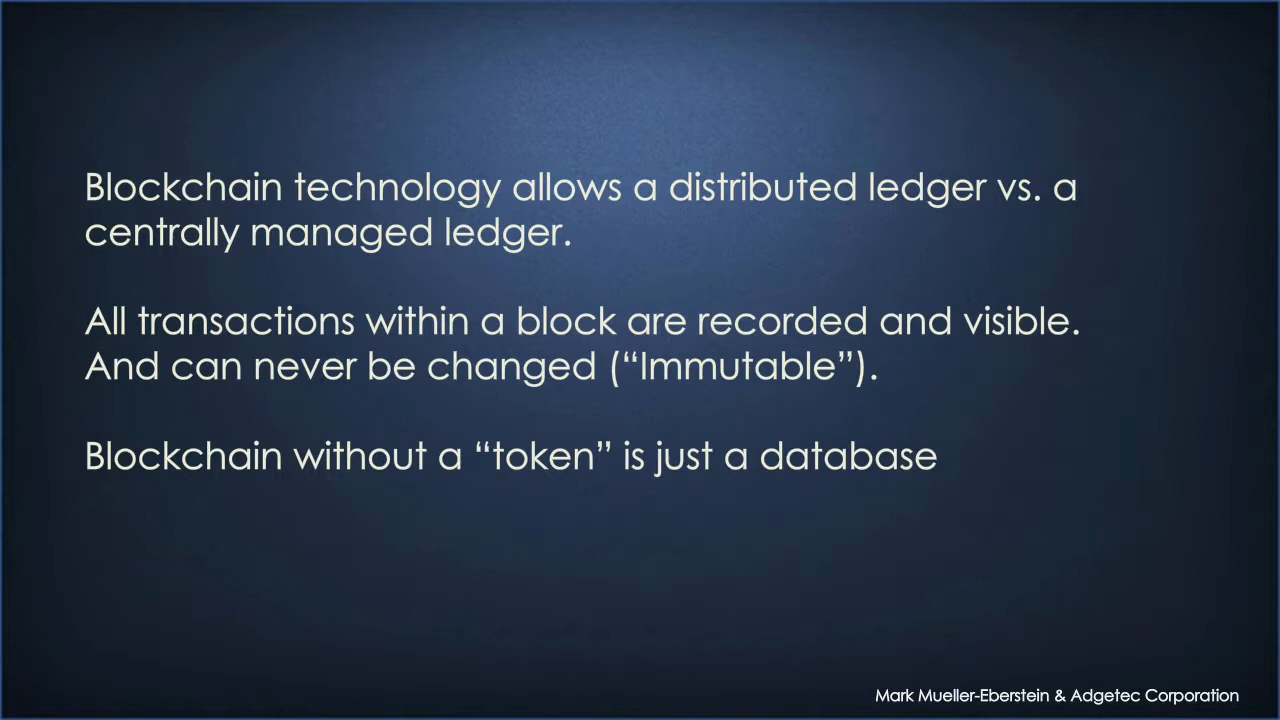 Blockchain technology allows a distributed ledger vs. a
centrally managed ledger.
All transactions within a block are recorded and visible.
And can never be changed (“Immutable”).
Blockchain without a “token” is just a database
Mark Mueller-Eberstein & Adgetec Corporation